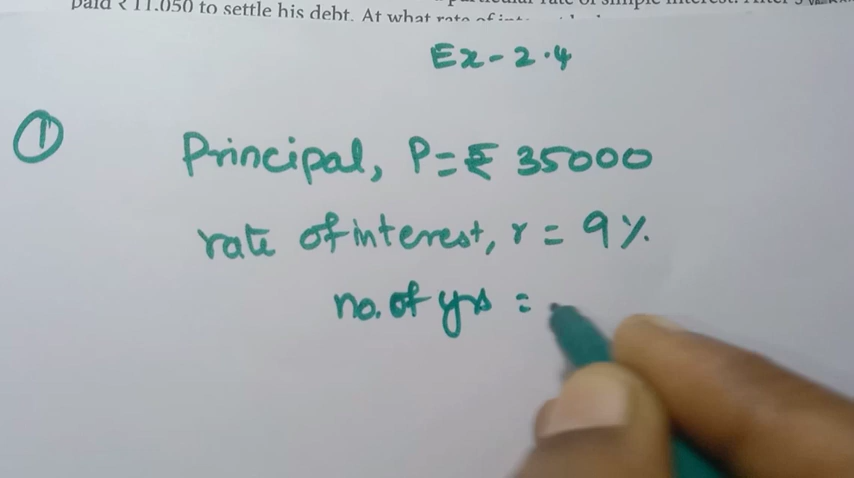 paid ₹ 11,050 to settle his debt. At what rate of
Ex - 2.4
① Principal, P = ₹ 35000
rate of interest, r = 9 %.
no. of yrs =